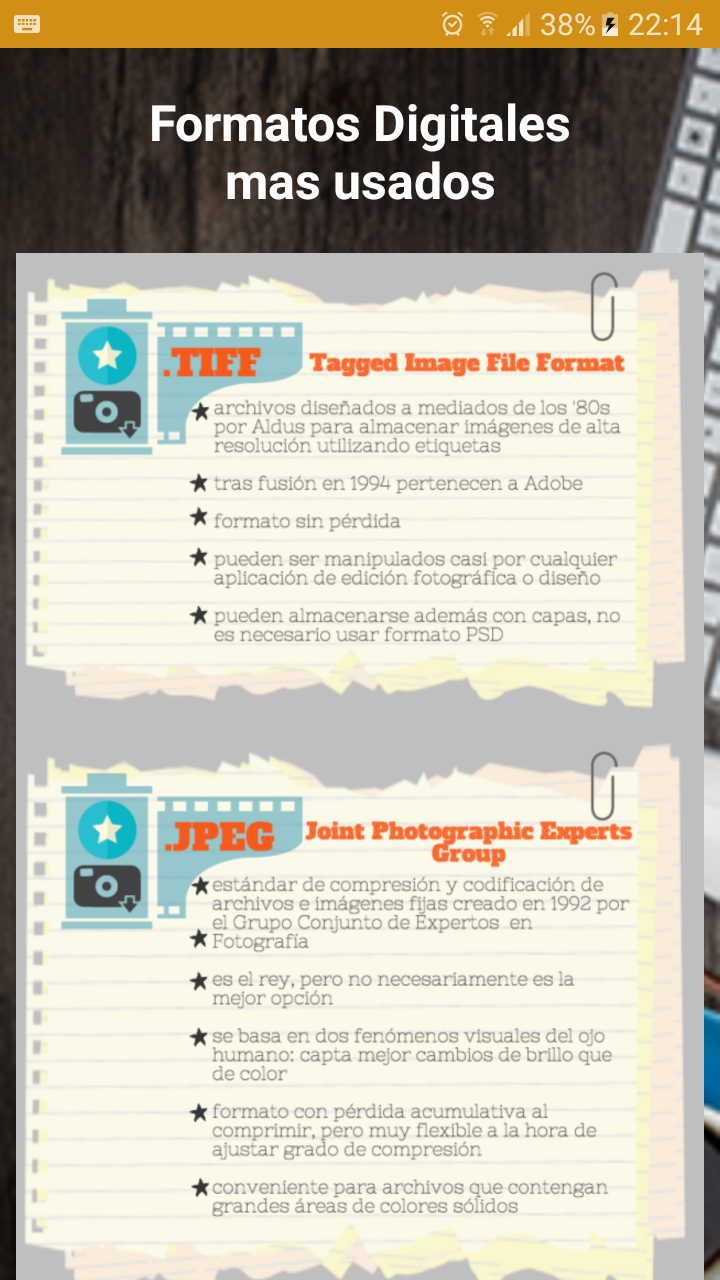 38% 22:14
Formatos Digitales
mas usados
.TIFF
Tagged Image File Format
archivos diseñados a mediados de los '80s
por Aldus para almacenar imágenes de alta
resolución utilizando etiquetas
tras fusión en 1994 pertenecen a Adobe
formato sin pérdida
pueden ser manipulados casi por cualquier
aplicación de edición fotográfica o diseño
pueden almacenarse además con capas, no
es necesario usar formato PSD
.JPEG
Joint Photographic Experts
Group
estándar de compresión y codificación de
archivos e imágenes fijas creado en 1992 por
el Grupo Conjunto de Expertos en
Fotografía
es el rey, pero no necesariamente es la
mejor opción
se basa en dos fenómenos visuales del ojo
humano: capta mejor cambios de brillo que
de color
formato con pérdida acumulativa al
comprimir, pero muy flexible a la hora de
ajustar grado de compresión
conveniente para archivos que contengan
grandes áreas de colores sólidos